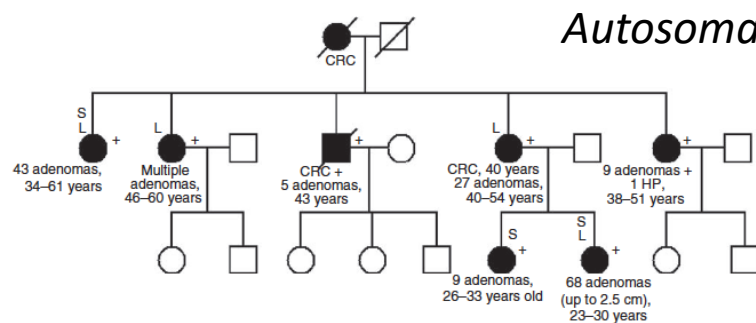 Autosoma
CRC
S
L
+
43 adenomas,
34–61 years
L
+
Multiple
adenomas,
46–60 years
+
CRC +
5 adenomas,
43 years
L
+
CRC, 40 years
27 adenomas,
40–54 years
+
9 adenomas +
1 HP,
38–51 years
S
+
9 adenomas,
26–33 years old
S
L
+
68 adenomas
(up to 2.5 cm),
23–30 years